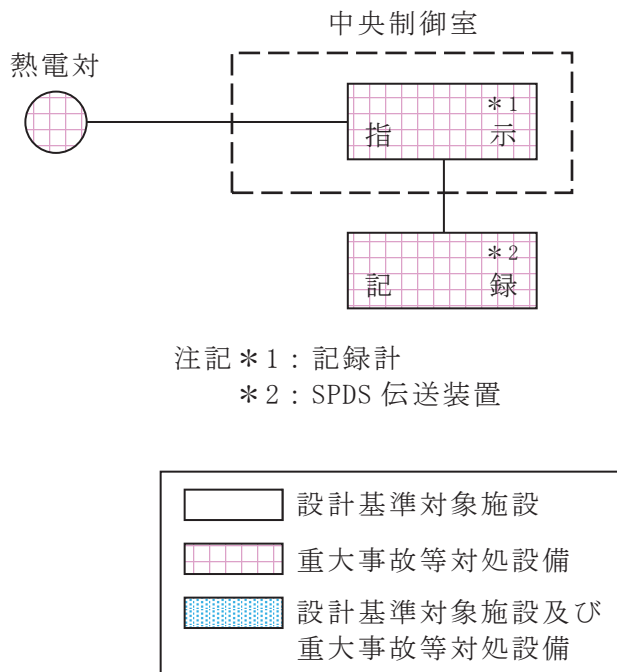 中央制御室
熱電対
＊1
指示
＊2
記録
注記＊1：記録計
＊2：SPDS 伝送装置
設計基準対象施設
重大事故等対処設備
設計基準対象施設及び
重大事故等対処設備